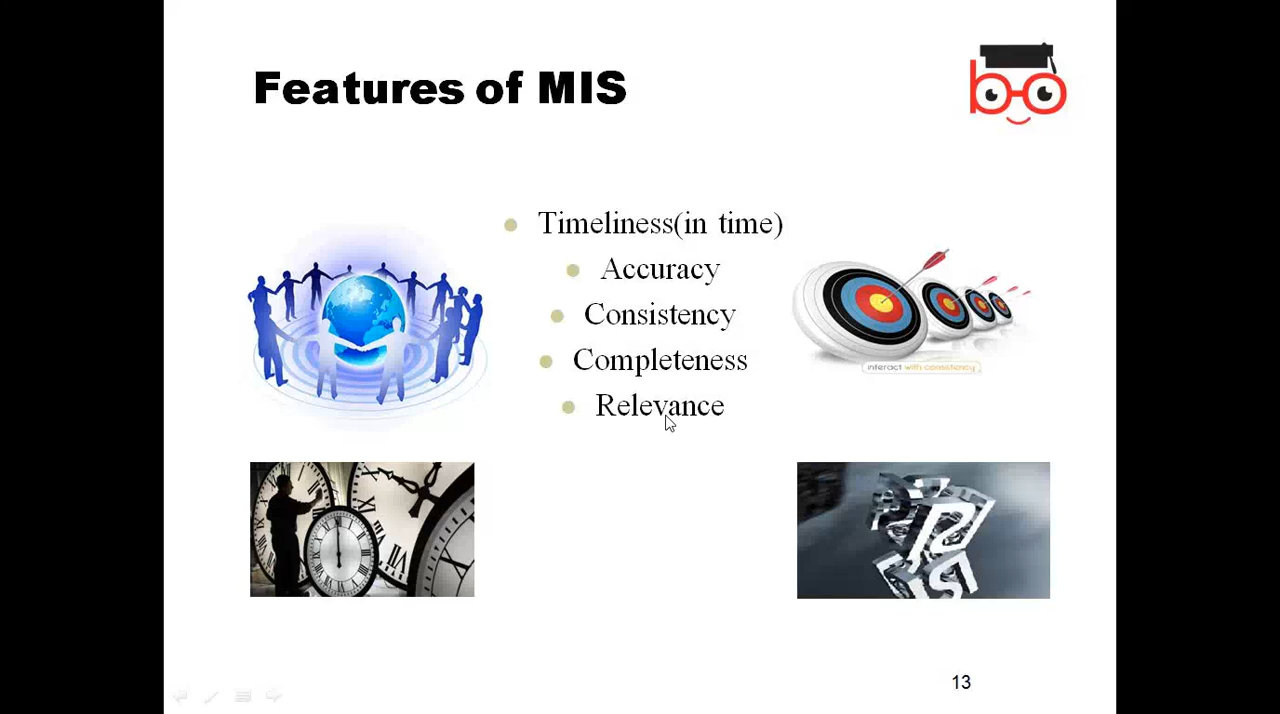 Features of MIS
Timeliness(in time)
Accuracy
Consistency
Completeness
Relevance
interact with consistency
13